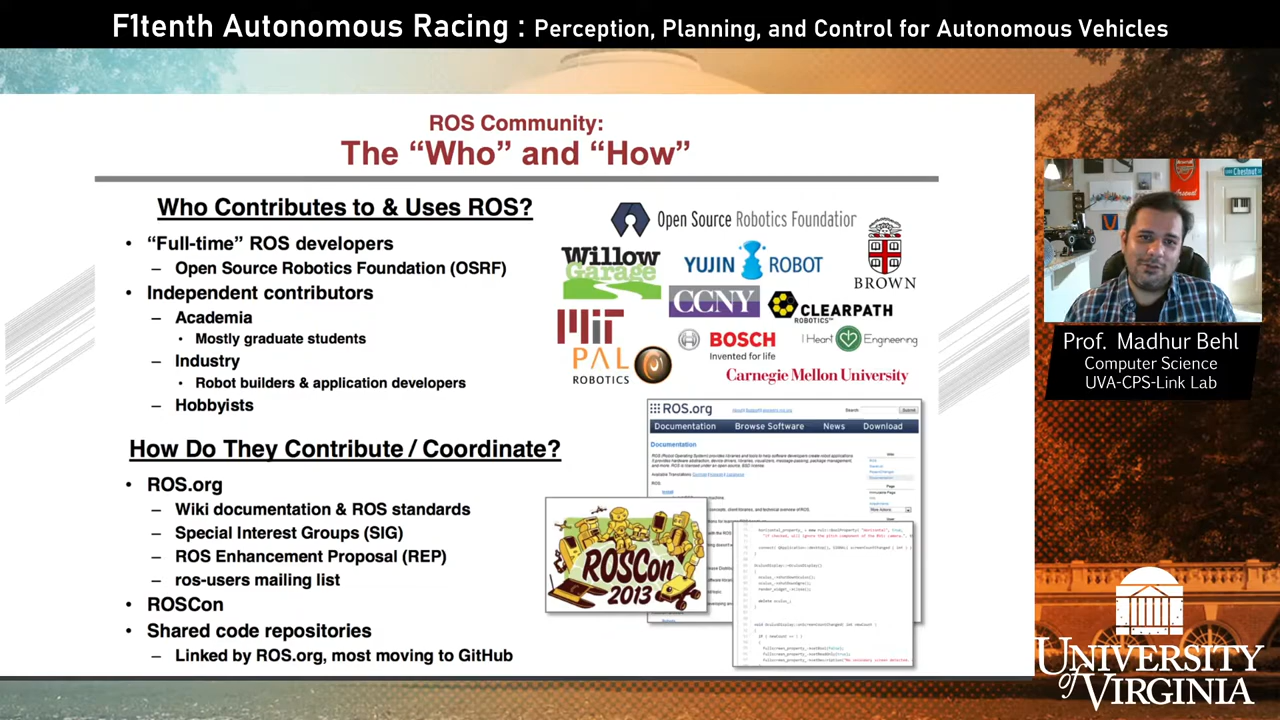 F1tenth Autonomous Racing : Perception, Planning, and Control for Autonomous Vehicles
ROS Community:
The “Who” and “How”
Who Contributes to & Uses ROS?
• “Full-time” ROS developers
– Open Source Robotics Foundation (OSRF)
• Independent contributors
– Academia
• Mostly graduate students
– Industry
• Robot builders & application developers
– Hobbyists
How Do They Contribute / Coordinate?
• ROS.org
– Wiki documentation & ROS standards
– Special Interest Groups (SIG)
– ROS Enhancement Proposal (REP)
– ros-users mailing list
• ROSCon
• Shared code repositories
– Linked by ROS.org, most moving to GitHub
Open Source Robotics Foundation
Willow
Garage
YUJIN ROBOT
BROWN
CCNY
CLEARPATH
ROBOTICS
MIT
BOSCH
Invented for life
I Heart Engineering
PAL
ROBOTICS
Carnegie Mellon University
ROS.org
Search:
Submit
Documentation Browse Software News Download
Documentation
ROSCon
2013
Arsenal
Chestnut
Prof. Madhur Behl
Computer Science
UVA-CPS-Link Lab
UNIVERSITY
of VIRGINIA